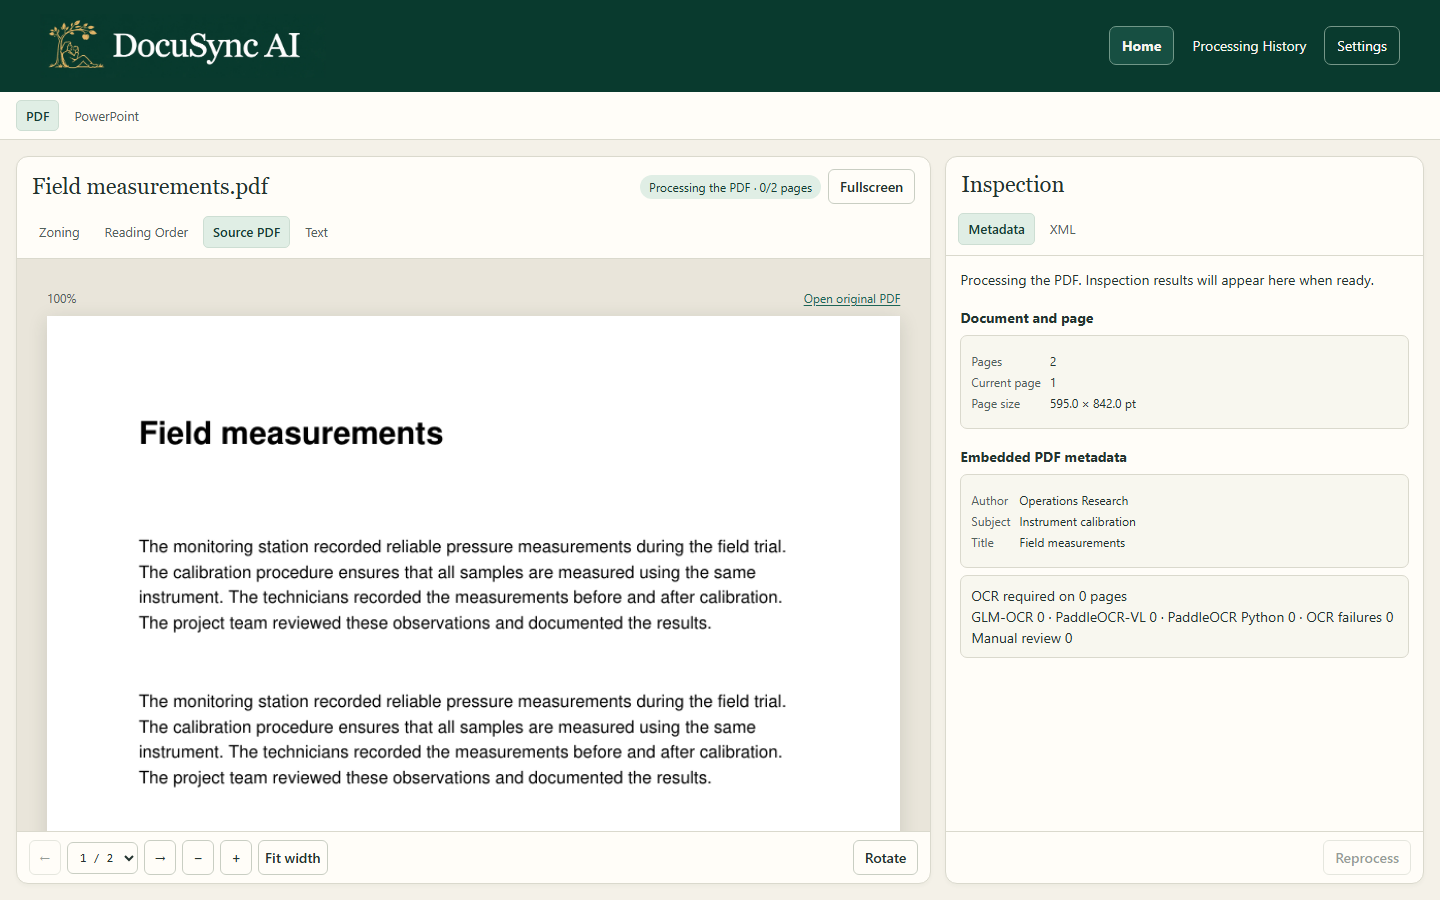 DocuSync AI
Home
Processing History
Settings
PDF
PowerPoint
Field measurements.pdf
Processing the PDF · 0/2 pages
Fullscreen
Zoning
Reading Order
Source PDF
Text
100%
Open original PDF
Field measurements
The monitoring station recorded reliable pressure measurements during the field trial.
The calibration procedure ensures that all samples are measured using the same
instrument. The technicians recorded the measurements before and after calibration.
The project team reviewed these observations and documented the results.
The monitoring station recorded reliable pressure measurements during the field trial.
The calibration procedure ensures that all samples are measured using the same
instrument. The technicians recorded the measurements before and after calibration.
The project team reviewed these observations and documented the results.
← 1 / 2 → − + Fit width
Rotate
Inspection
Metadata
XML
Processing the PDF. Inspection results will appear here when ready.
Document and page
Pages 2
Current page 1
Page size 595.0 × 842.0 pt
Embedded PDF metadata
Author Operations Research
Subject Instrument calibration
Title Field measurements
OCR required on 0 pages
GLM-OCR 0 · PaddleOCR-VL 0 · PaddleOCR Python 0 · OCR failures 0
Manual review 0
Reprocess